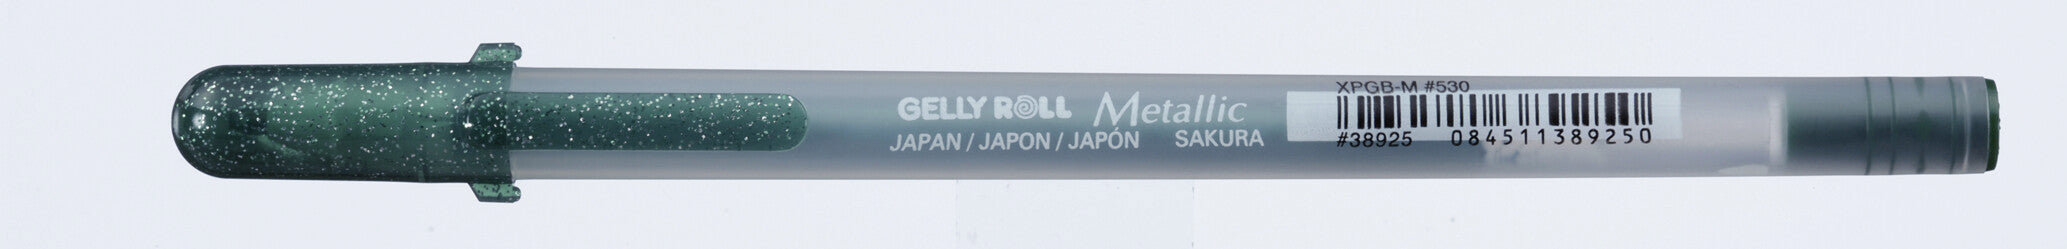 GELLY ROLL Metallic
JAPAN / JAPON / JAPÓN SAKURA
XPGB-M #530
#38925 084511389250